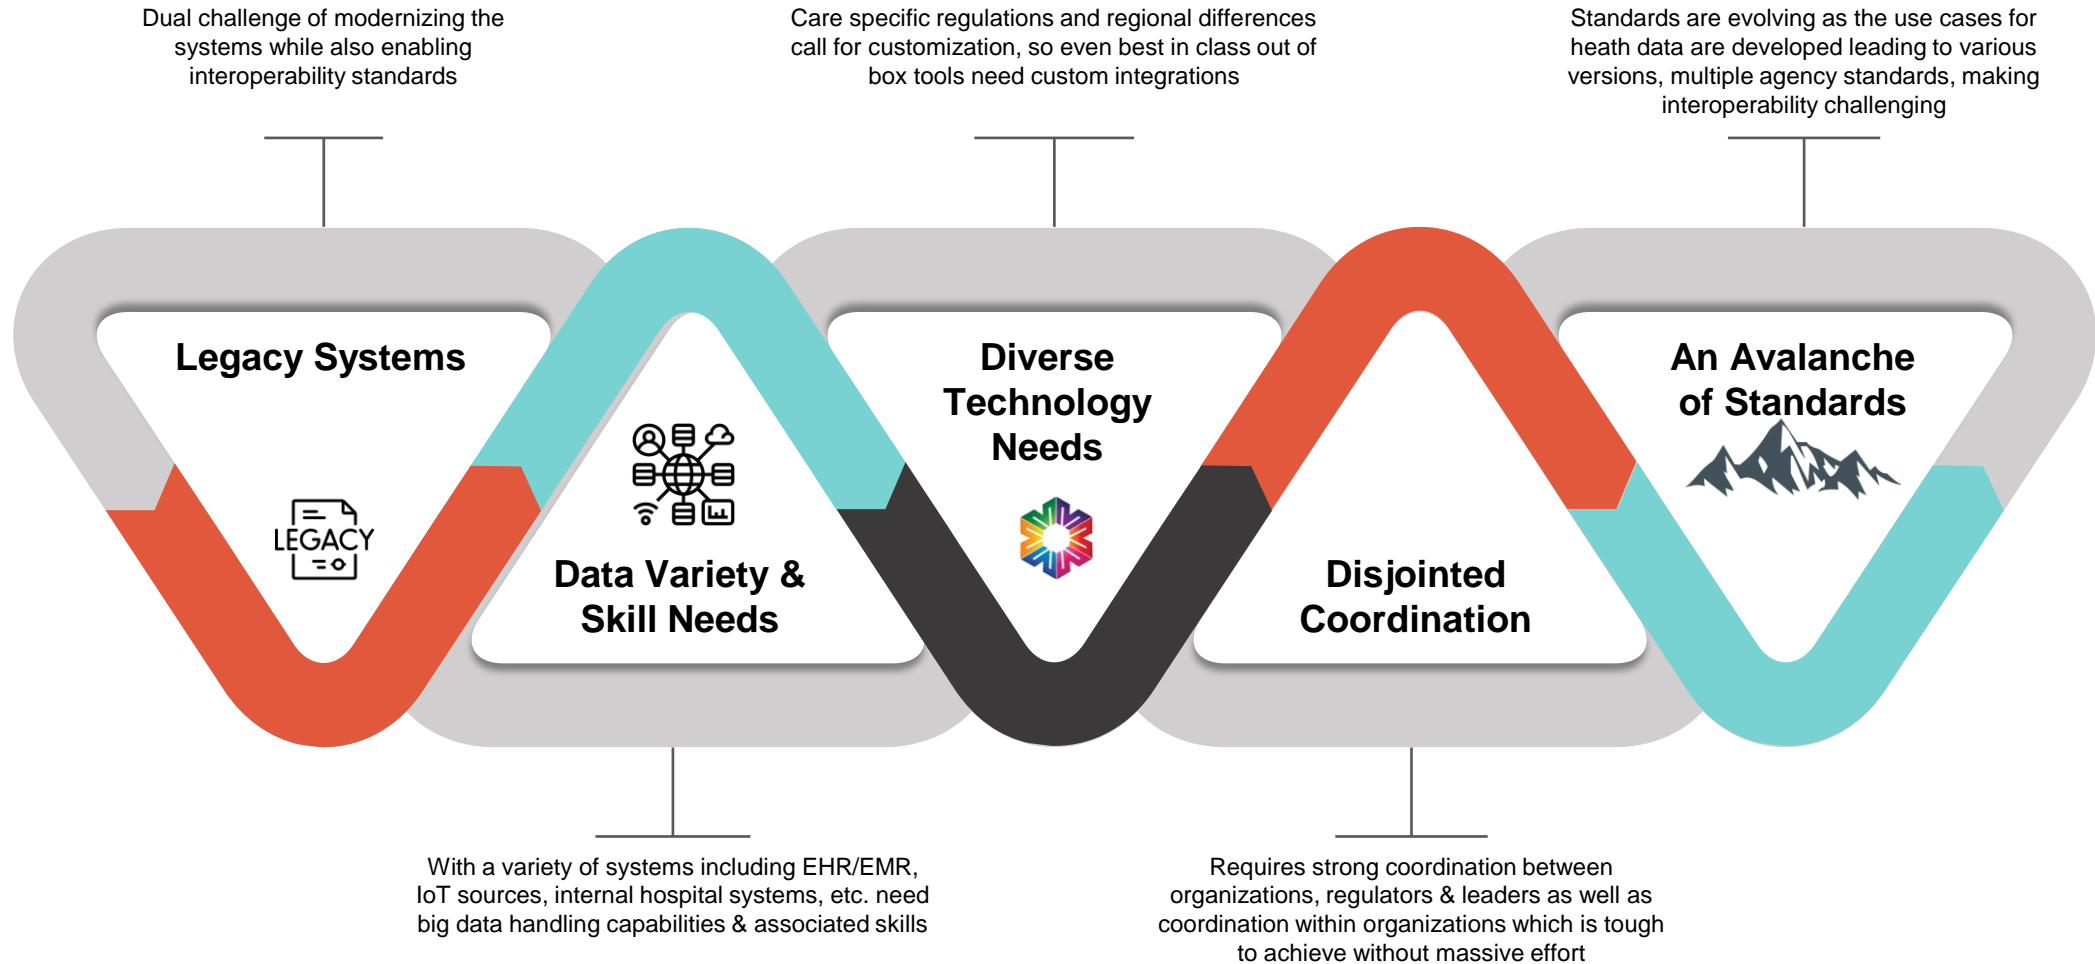 Dual challenge of modernizing the
systems while also enabling
interoperability standards
Care specific regulations and regional differences
call for customization, so even best in class out of
box tools need custom integrations
Standards are evolving as the use cases for
heath data are developed leading to various
versions, multiple agency standards, making
interoperability challenging
Legacy Systems
LEGACY
Data Variety &
Skill Needs
Diverse
Technology
Needs
Disjointed
Coordination
An Avalanche
of Standards
With a variety of systems including EHR/EMR,
IoT sources, internal hospital systems, etc. need
big data handling capabilities & associated skills
Requires strong coordination between
organizations, regulators & leaders as well as
coordination within organizations which is tough
to achieve without massive effort